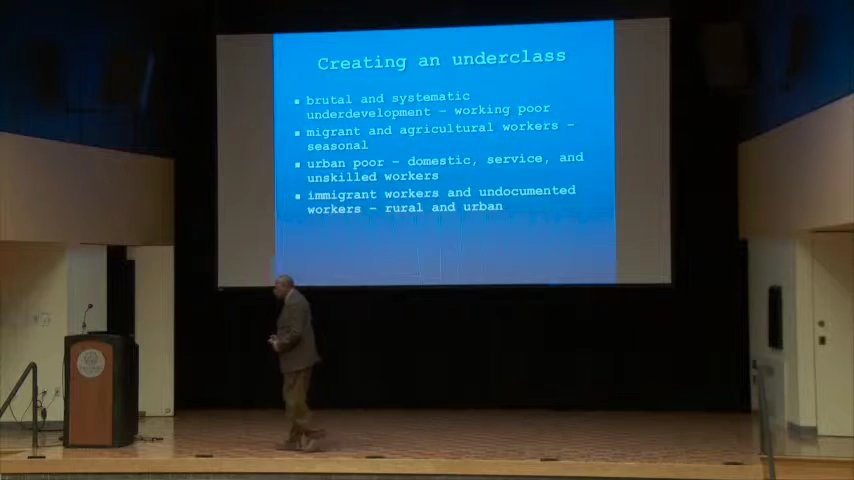 Creating an underclass
▪ brutal and systematic
underdevelopment – working poor
▪ migrant and agricultural workers –
seasonal
▪ urban poor – domestic, service, and
unskilled workers
▪ immigrant workers and undocumented
workers – rural and urban